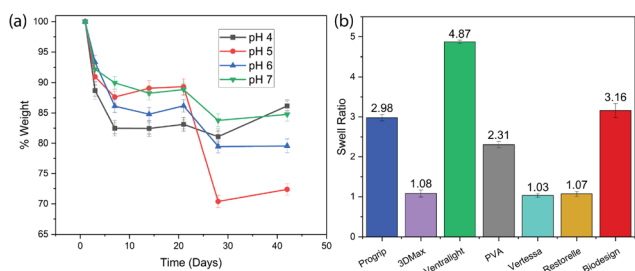 (a)
100
95
90
85
80
75
70
65
% Weight
pH 4
pH 5
pH 6
pH 7
0 10 20 30 40 50
Time (Days)
(b)
5
4
3
2
1
0
Swell Ratio
2.98
1.08
4.87
2.31
1.03
1.07
3.16
Progrip
3DMax
Ventralight
PVA
Vertessa
Restorelle
Biodesign